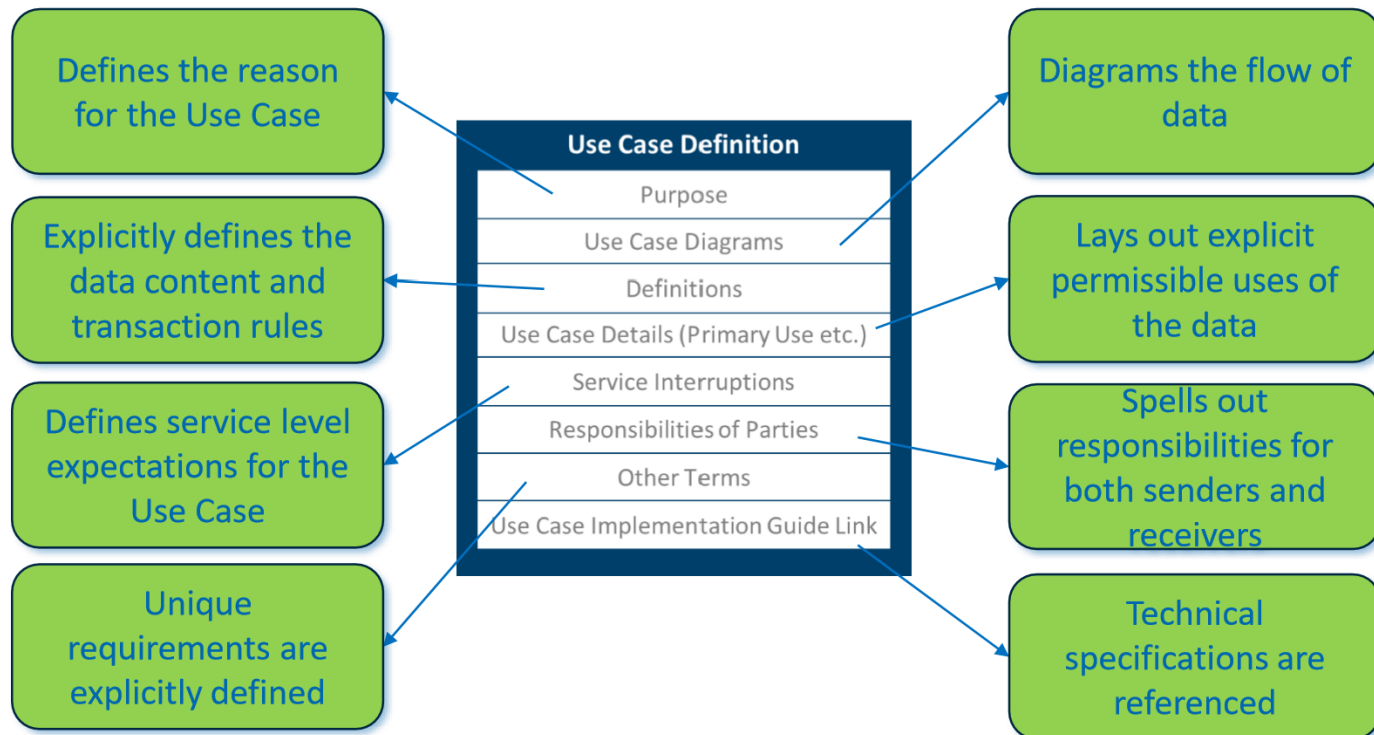 Defines the reason
for the Use Case
Explicitly defines the
data content and
transaction rules
Defines service level
expectations for the
Use Case
Unique
requirements are
explicitly defined
Use Case Definition
Purpose
Use Case Diagrams
Definitions
Use Case Details (Primary Use etc.)
Service Interruptions
Responsibilities of Parties
Other Terms
Use Case Implementation Guide Link
Diagrams the flow of
data
Lays out explicit
permissible uses of
the data
Spells out
responsibilities for
both senders and
receivers
Technical
specifications are
referenced